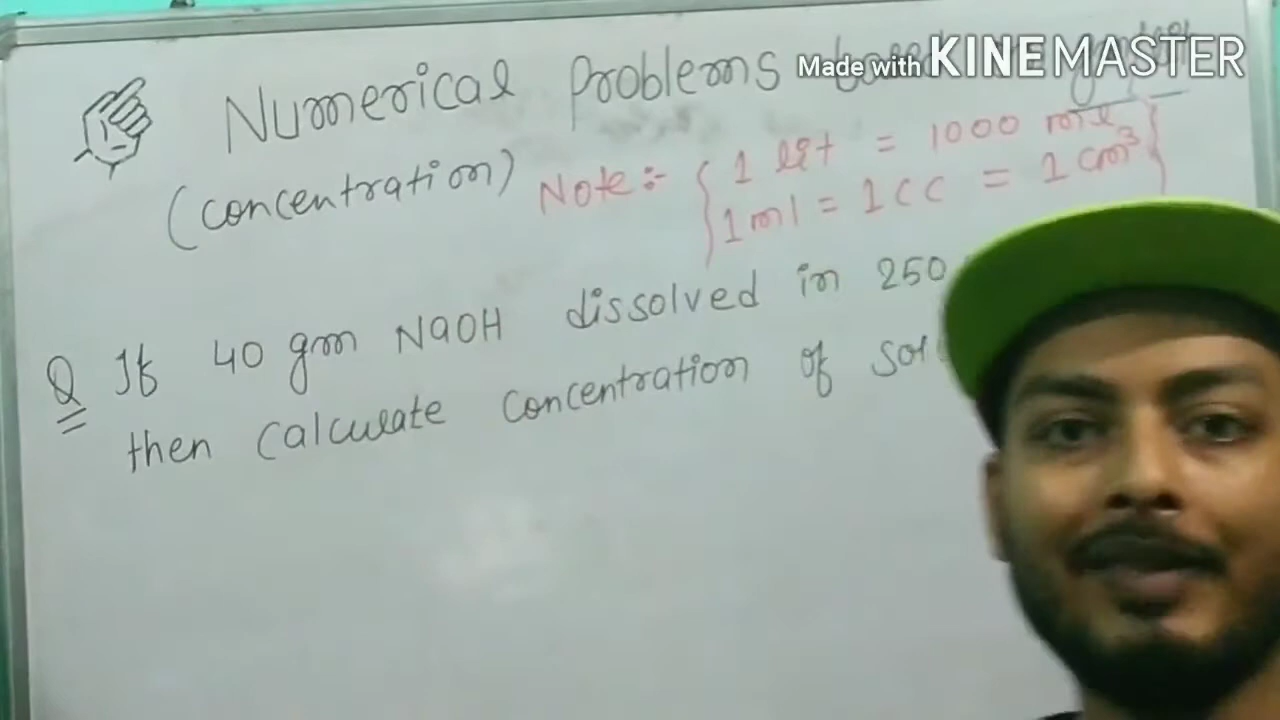 Numerical Problems based
Made with KINEMASTER
(concentration) Note:- { 1 lit = 1000 ml }
1 ml = 1 CC = 1 cm³
Q If 40 gm NaOH dissolved in 250
then calculate concentration of